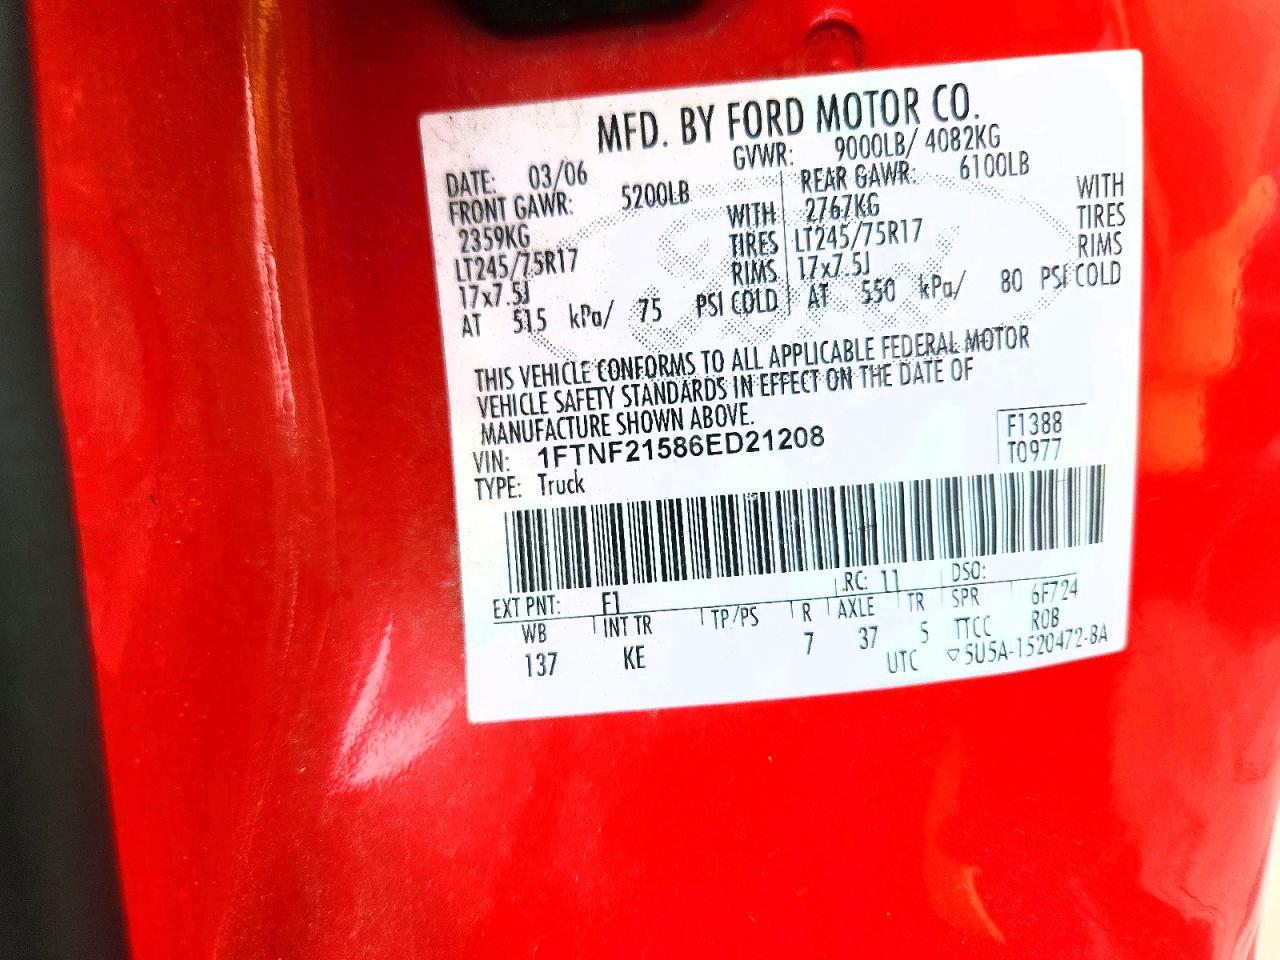 MFD. BY FORD MOTOR CO.
DATE: 03/06 GVWR: 9000LB/ 4082KG
FRONT GAWR: 5200LB REAR GAWR: 6100LB
2359KG WITH 2767KG WITH
LT245/75R17 TIRES LT245/75R17 TIRES
17x7.5J RIMS 17x7.5J RIMS
AT 515 kPa/ 75 PSI COLD AT 550 kPa/ 80 PSI COLD
THIS VEHICLE CONFORMS TO ALL APPLICABLE FEDERAL MOTOR
VEHICLE SAFETY STANDARDS IN EFFECT ON THE DATE OF
MANUFACTURE SHOWN ABOVE.
VIN: 1FTNF21586ED21208 F1388
TYPE: Truck T0977
EXT PNT: F1 RC: 11 DSO:
WB INT TR TP/PS R AXLE TR SPR 6F724
137 KE 7 37 5 TTCC R0B
UTC ▽5U5A-1520472-BA